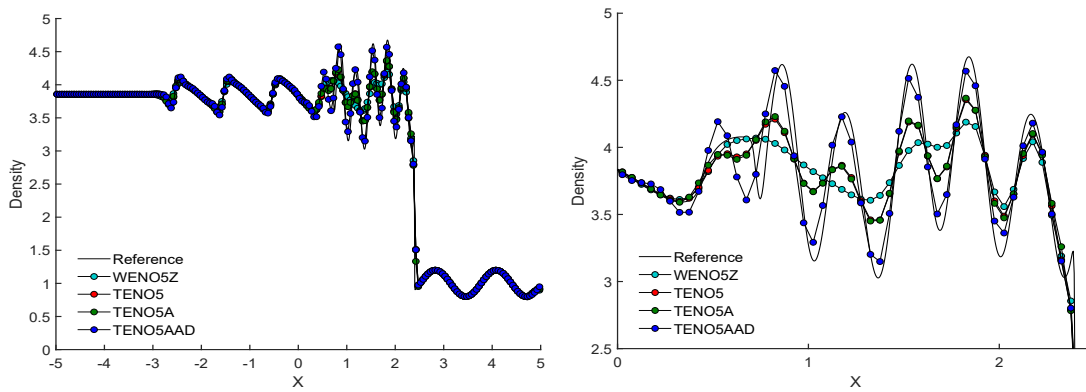 5
4.5
4
3.5
3
2.5
2
1.5
1
0.5
0
Density
Reference
WENO5Z
TENO5
TENO5A
TENO5AAD
-5 -4 -3 -2 -1 0 1 2 3 4 5
X
5
4.5
4
3.5
3
2.5
Density
Reference
WENO5Z
TENO5
TENO5A
TENO5AAD
0 1 2
X